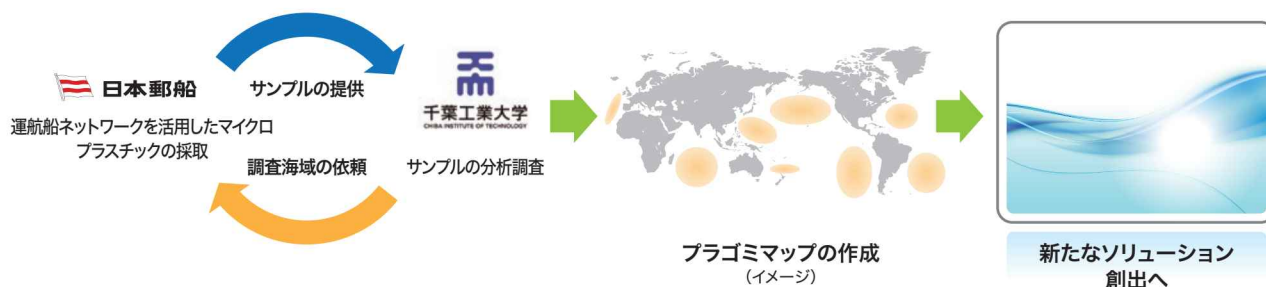 日本郵船
運航船ネットワークを活用したマイクロ
プラスチックの採取
サンプルの提供
調査海域の依頼
千葉工業大学
CHIBA INSTITUTE OF TECHNOLOGY
サンプルの分析調査
プラゴミマップの作成
（イメージ）
新たなソリューション
創出へ